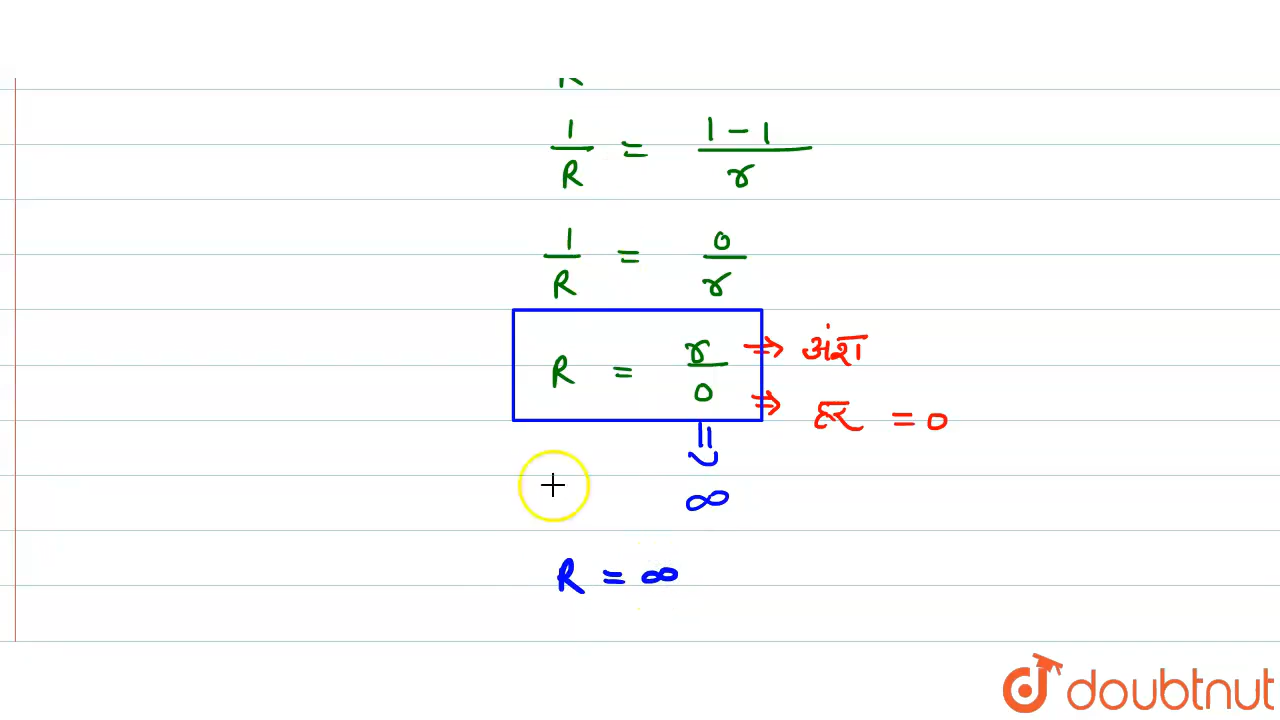 1/R = (1 - 1)/r
1/R = 0/r
R = r/0 ⇒ अंश
⇒ हर = 0
∞
R = ∞
doubtnut